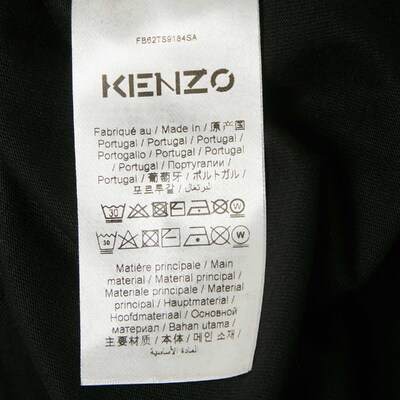 FB62TS9184SA
KENZO
Fabriqué au / Made in / 原产国
Portugal / Portugal / Portugal /
Portogallo / Portugal / Portugal
/ Portugal / Португалии /
Portugal / 葡萄牙 / ポルトガル /
포르투갈 / البرتغال /
30 W
30 W
Matière principale / Main
material / Material principal /
Materiale principale / Material
principal / Hauptmaterial /
Hoofdmateriaal / Основной
материал / Bahan utama /
主要材质 / 本体 / 메인 소재 /
المادة الأساسية /